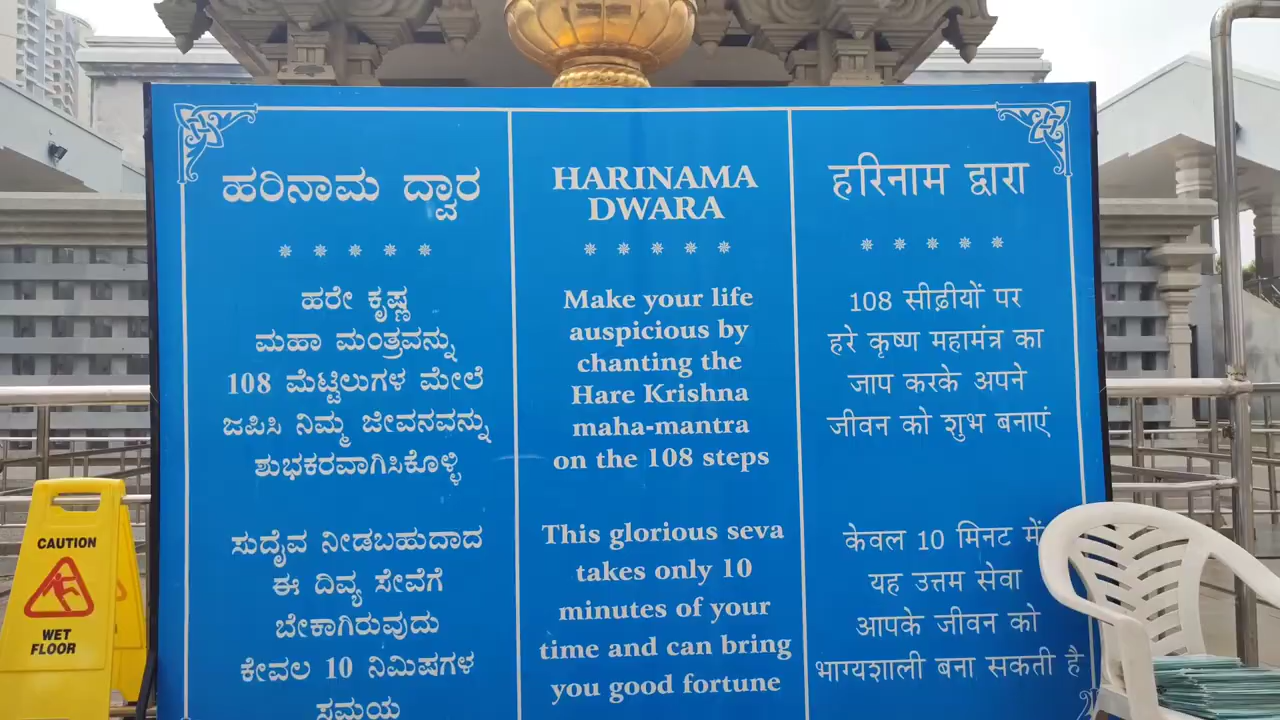 ಹರಿನಾಮ ದ್ವಾರ
ಹರೇ ಕೃಷ್ಣ
ಮಹಾ ಮಂತ್ರವನ್ನು
108 ಮೆಟ್ಟಿಲುಗಳ ಮೇಲೆ
ಜಪಿಸಿ ನಿಮ್ಮ ಜೀವನವನ್ನು
ಶುಭಕರವಾಗಿಸಿಕೊಳ್ಳಿ
ಸುದೈವ ನೀಡಬಹುದಾದ
ಈ ದಿವ್ಯ ಸೇವೆಗೆ
ಬೇಕಾಗಿರುವುದು
ಕೇವಲ 10 ನಿಮಿಷಗಳ
ಸಮಯ
HARINAMA
DWARA
Make your life
auspicious by
chanting the
Hare Krishna
maha-mantra
on the 108 steps
This glorious seva
takes only 10
minutes of your
time and can bring
you good fortune
हरिनाम द्वारा
108 सीढ़ीयों पर
हरे कृष्ण महामंत्र का
जाप करके अपने
जीवन को शुभ बनाएं
केवल 10 मिनट में
यह उत्तम सेवा
आपके जीवन को
भाग्यशाली बना सकती है
CAUTION
WET
FLOOR